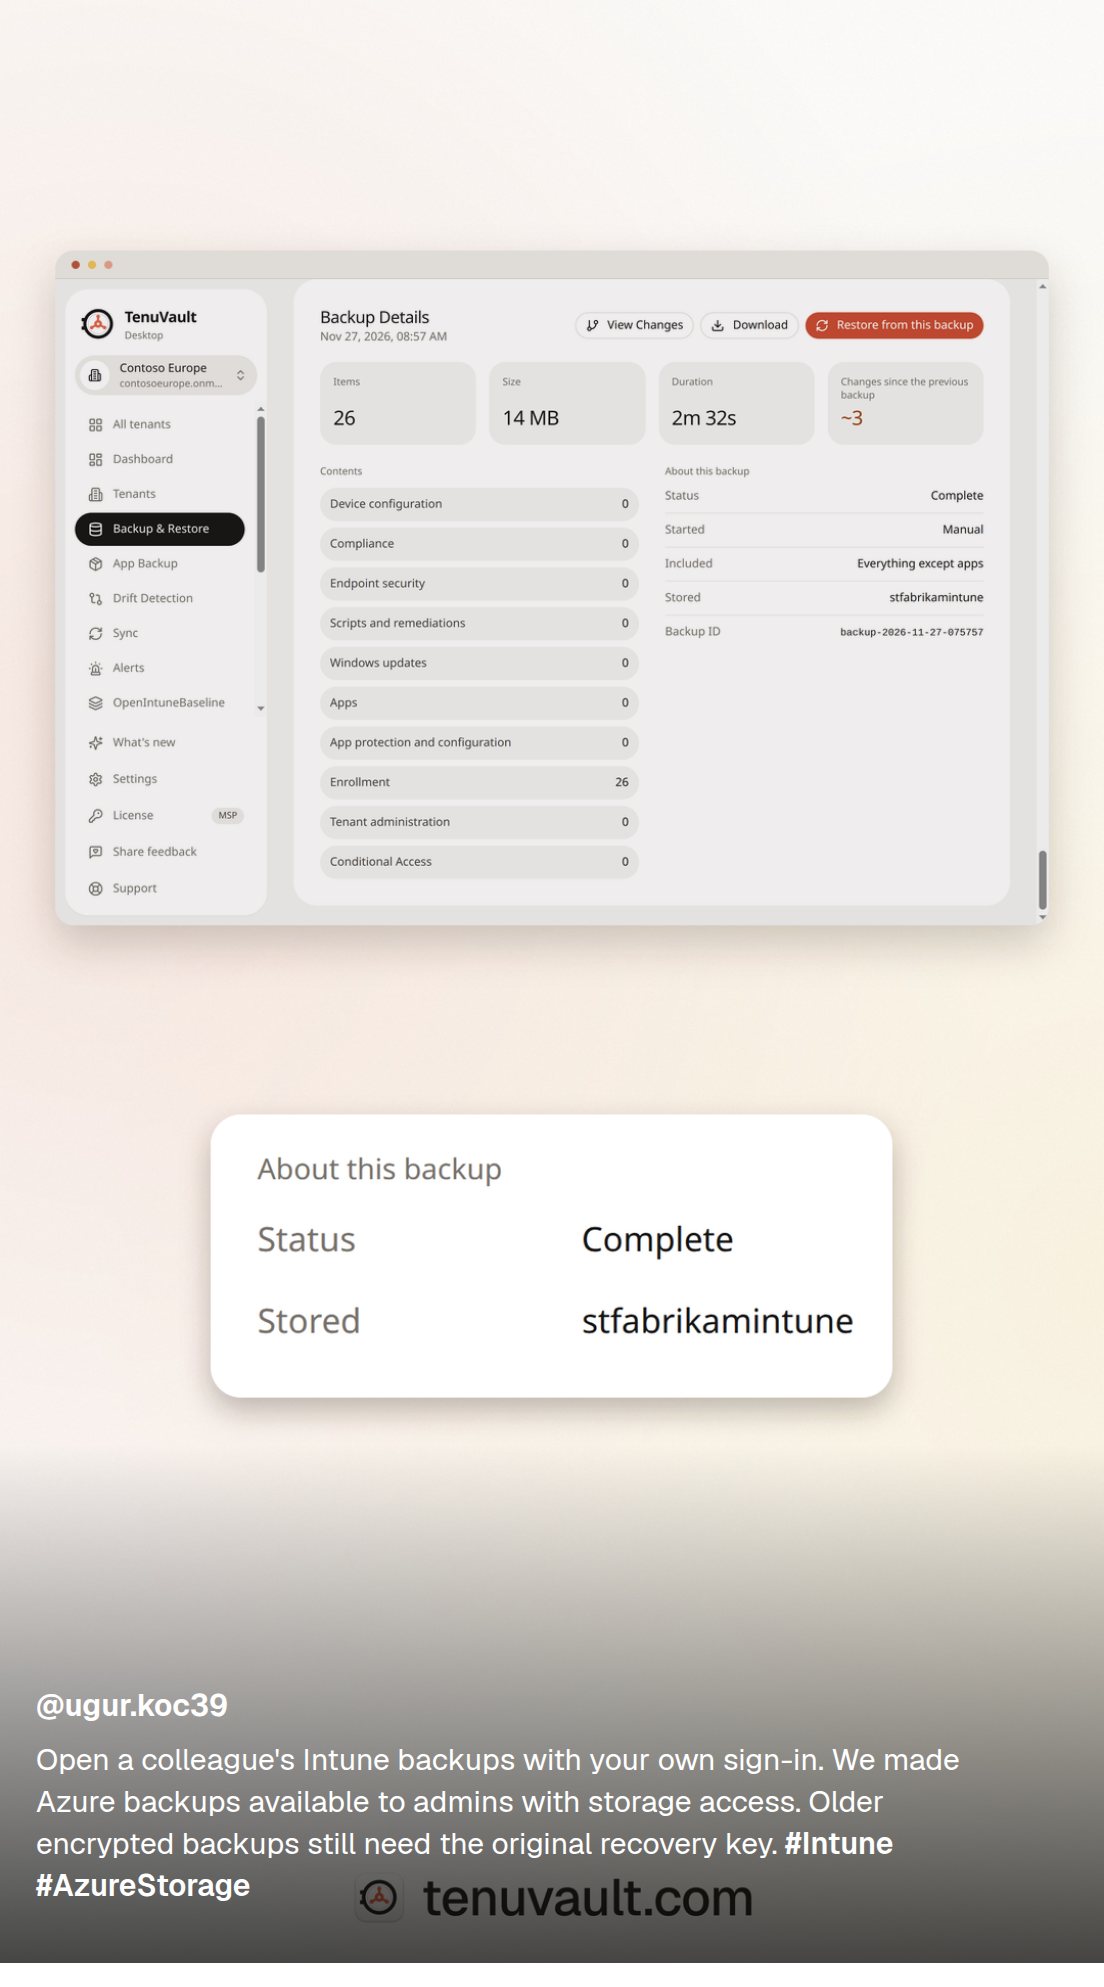 TenuVault
Desktop
Contoso Europe
contosoeurope.onm...
All tenants
Dashboard
Tenants
Backup & Restore
App Backup
Drift Detection
Sync
Alerts
OpenIntuneBaseline
What's new
Settings
License MSP
Share feedback
Support
Backup Details
Nov 27, 2026, 08:57 AM
View Changes
Download
Restore from this backup
Items
26
Size
14 MB
Duration
2m 32s
Changes since the previous
backup
~3
Contents
Device configuration 0
Compliance 0
Endpoint security 0
Scripts and remediations 0
Windows updates 0
Apps 0
App protection and configuration 0
Enrollment 26
Tenant administration 0
Conditional Access 0
About this backup
Status Complete
Started Manual
Included Everything except apps
Stored stfabrikamintune
Backup ID backup-2026-11-27-075757
About this backup
Status Complete
Stored stfabrikamintune
@ugur.koc39
Open a colleague's Intune backups with your own sign-in. We made
Azure backups available to admins with storage access. Older
encrypted backups still need the original recovery key. #Intune
#AzureStorage
tenuvault.com